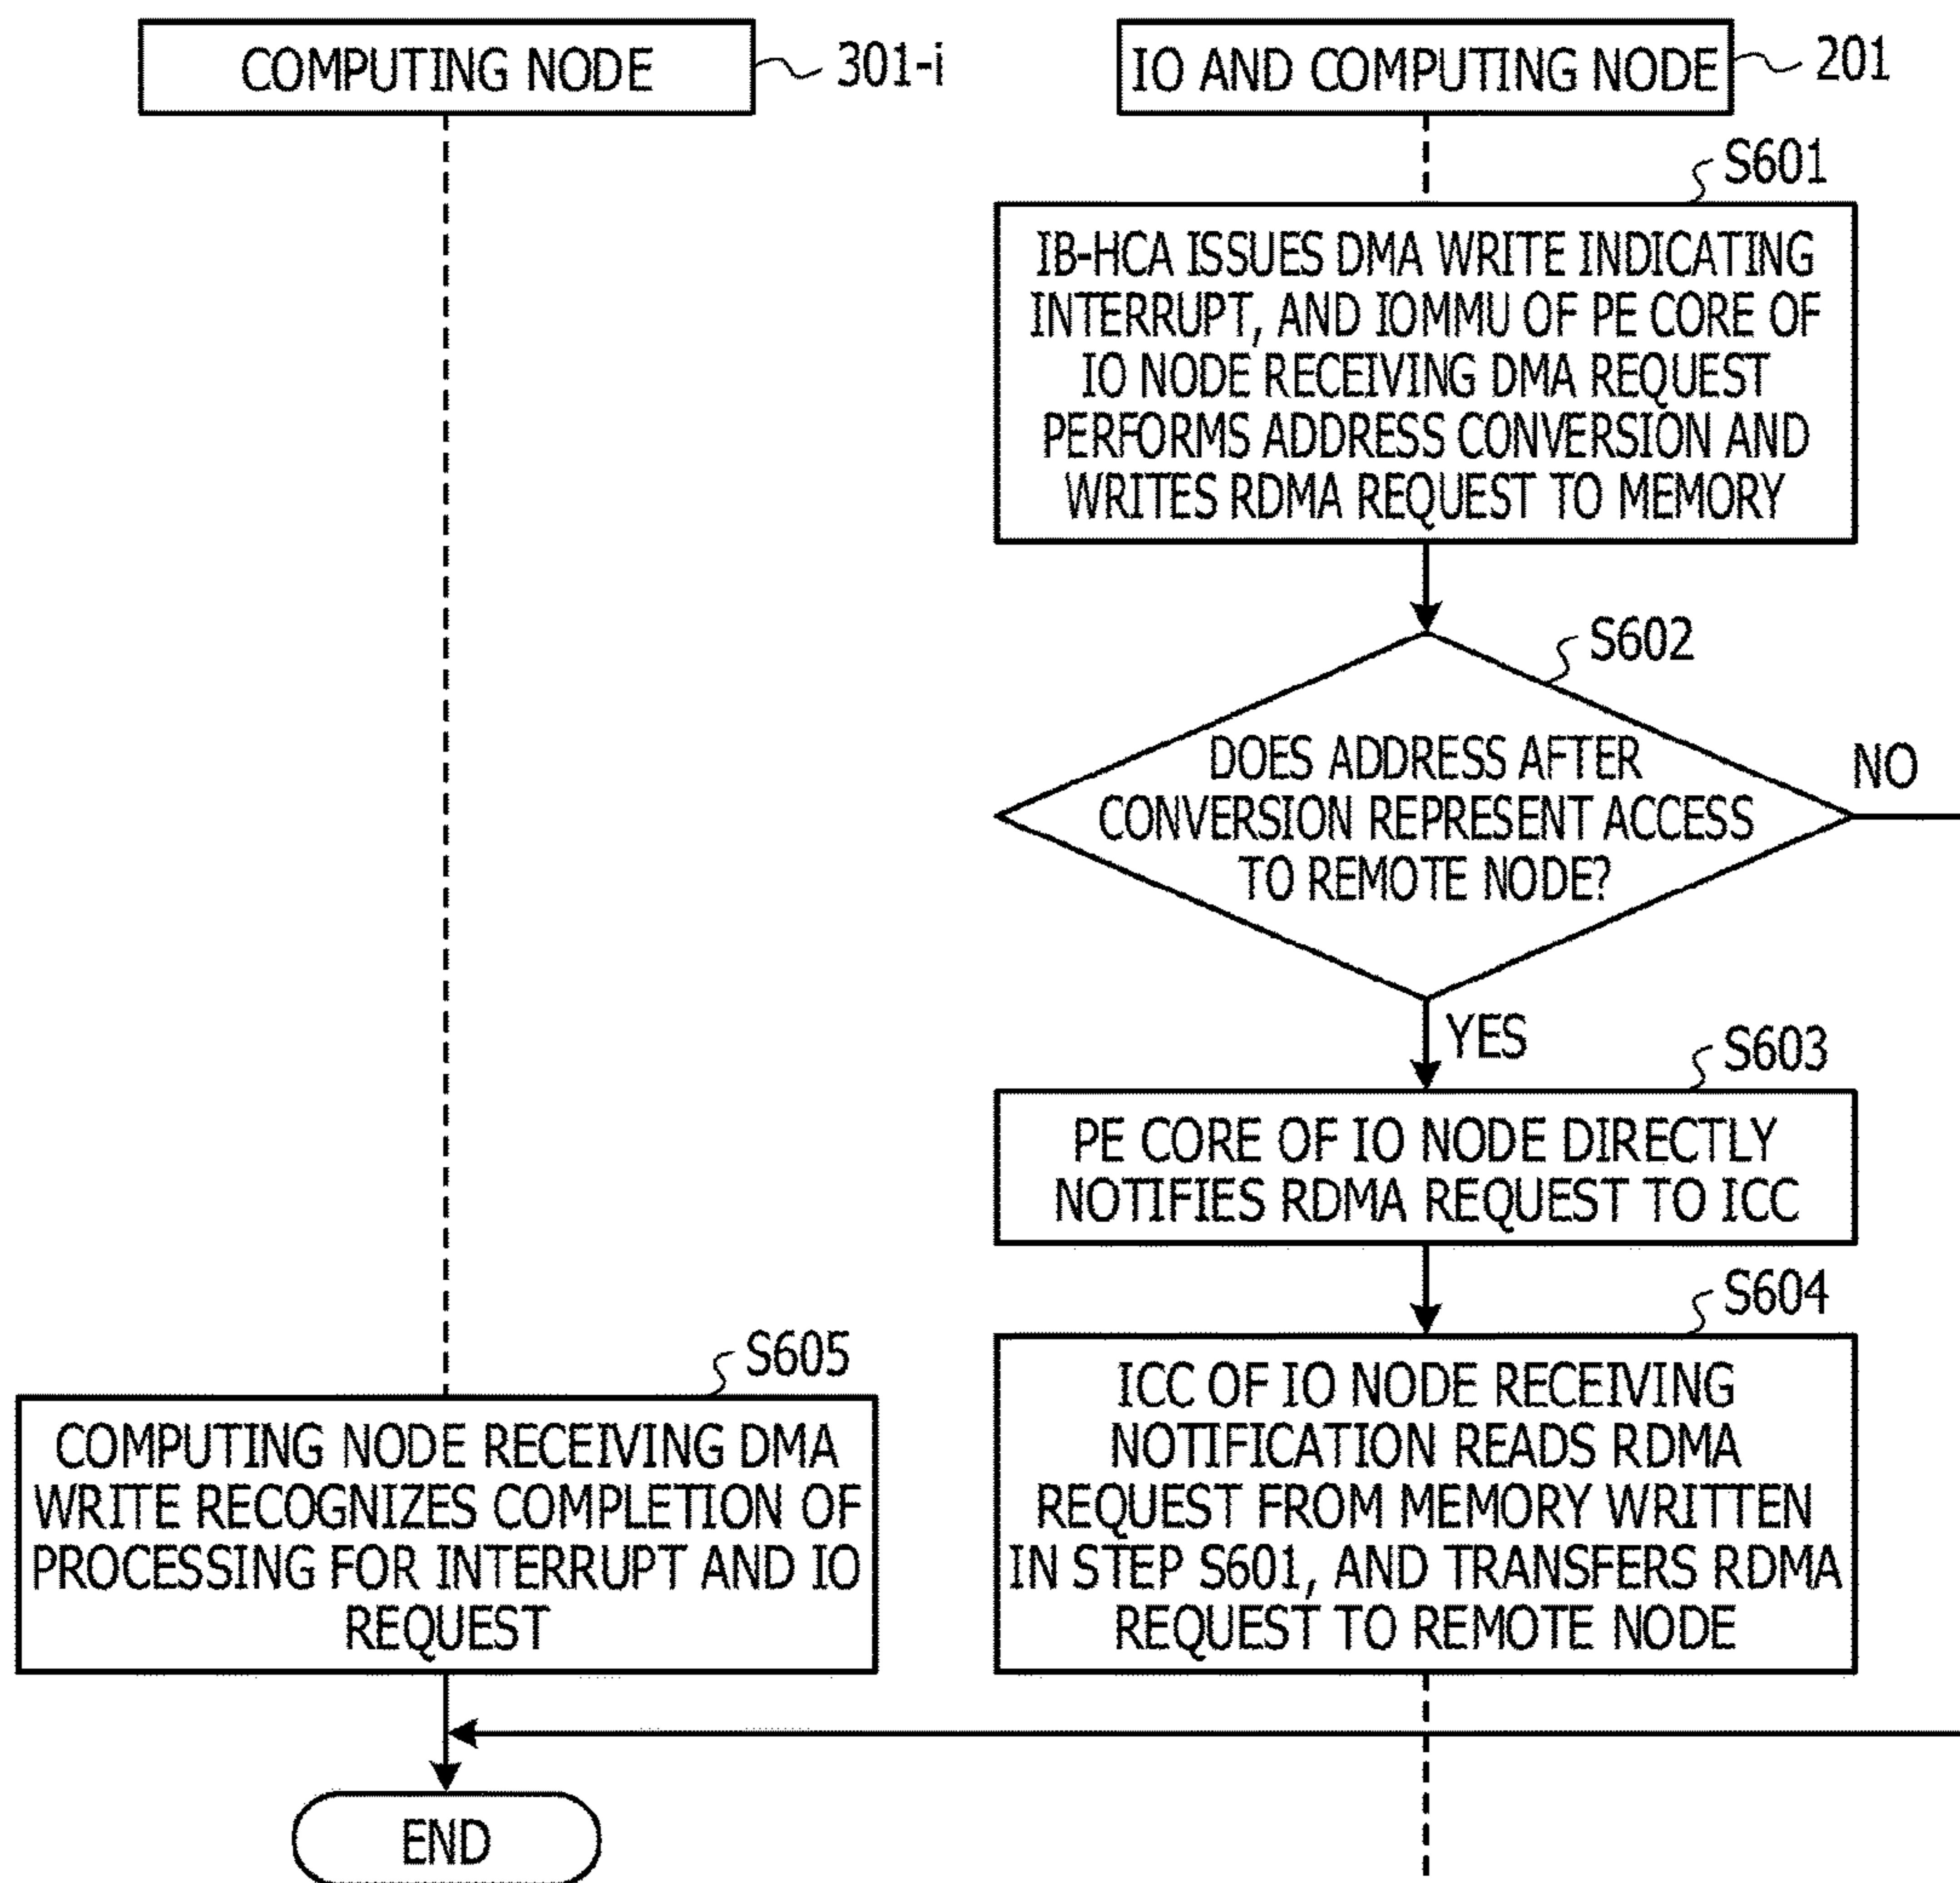 COMPUTING NODE
301-i
IO AND COMPUTING NODE
201
S601
IB-HCA ISSUES DMA WRITE INDICATING
INTERRUPT, AND IOMMU OF PE CORE OF
IO NODE RECEIVING DMA REQUEST
PERFORMS ADDRESS CONVERSION AND
WRITES RDMA REQUEST TO MEMORY
S602
DOES ADDRESS AFTER
CONVERSION REPRESENT ACCESS
TO REMOTE NODE?
NO
YES
S603
PE CORE OF IO NODE DIRECTLY
NOTIFIES RDMA REQUEST TO ICC
S604
ICC OF IO NODE RECEIVING
NOTIFICATION READS RDMA
REQUEST FROM MEMORY WRITTEN
IN STEP S601, AND TRANSFERS RDMA
REQUEST TO REMOTE NODE
S605
COMPUTING NODE RECEIVING DMA
WRITE RECOGNIZES COMPLETION OF
PROCESSING FOR INTERRUPT AND IO
REQUEST
END